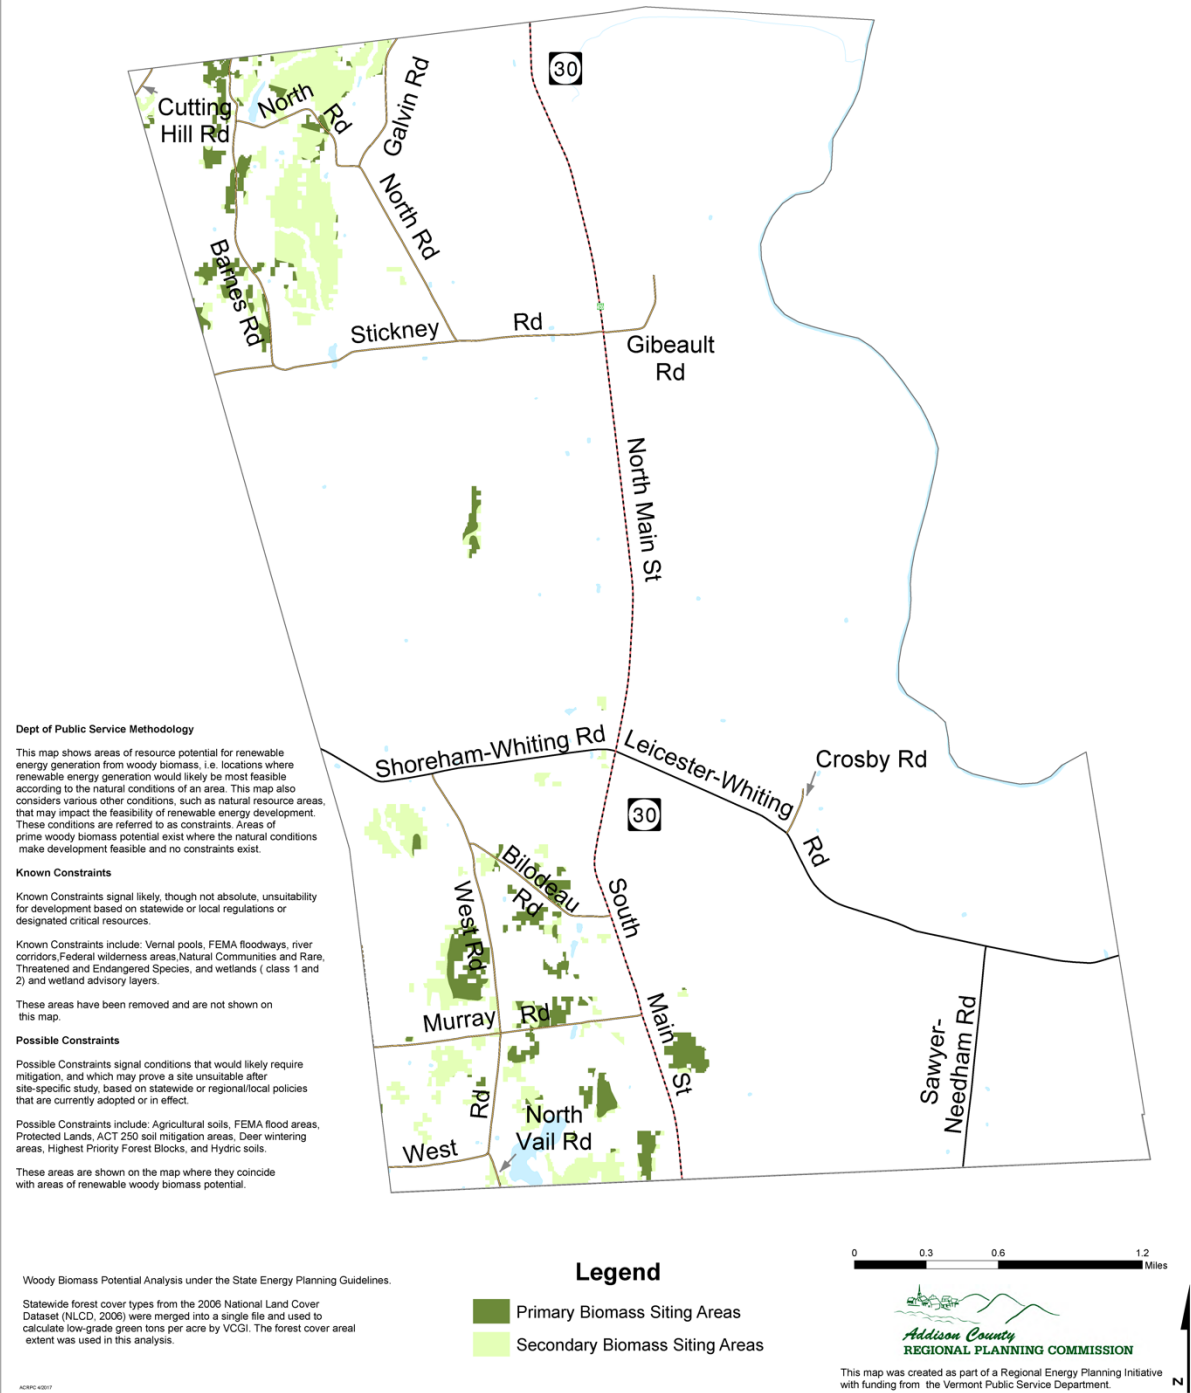 30
Cutting
Hill Rd
North
Rd
Galvin Rd
North Rd
Barnes Rd
Stickney
Rd
Gibeault
Rd
North Main St
Dept of Public Service Methodology
This map shows areas of resource potential for renewable
energy generation from woody biomass, i.e. locations where
renewable energy generation would likely be most feasible
according to the natural conditions of an area. This map also
considers various other conditions, such as natural resource areas,
that may impact the feasibility of renewable energy development.
These conditions are referred to as constraints. Areas of
prime woody biomass potential exist where the natural conditions
make development feasible and no constraints exist.
Known Constraints
Known Constraints signal likely, though not absolute, unsuitability
for development based on statewide or local regulations or
designated critical resources.
Known Constraints include: Vernal pools, FEMA floodways, river
corridors,Federal wilderness areas,Natural Communities and Rare,
Threatened and Endangered Species, and wetlands ( class 1 and
2) and wetland advisory layers.
These areas have been removed and are not shown on
this map.
Possible Constraints
Possible Constraints signal conditions that would likely require
mitigation, and which may prove a site unsuitable after
site-specific study, based on statewide or regional/local policies
that are currently adopted or in effect.
Possible Constraints include: Agricultural soils, FEMA flood areas,
Protected Lands, ACT 250 soil mitigation areas, Deer wintering
areas, Highest Priority Forest Blocks, and Hydric soils.
These areas are shown on the map where they coincide
with areas of renewable woody biomass potential.
Shoreham-Whiting Rd
Leicester-Whiting
Rd
Crosby Rd
30
Bilodeau
Rd
West Rd
South
Main
St
Murray Rd
Rd
North
Vail Rd
West
Sawyer-
Needham Rd
Woody Biomass Potential Analysis under the State Energy Planning Guidelines.
Statewide forest cover types from the 2006 National Land Cover
Dataset (NLCD, 2006) were merged into a single file and used to
calculate low-grade green tons per acre by VCGI. The forest cover areal
extent was used in this analysis.
ACRPC 4/2017
Legend
Primary Biomass Siting Areas
Secondary Biomass Siting Areas
0 0.3 0.6 1.2
Miles
Addison County
REGIONAL PLANNING COMMISSION
This map was created as part of a Regional Energy Planning Initiative
with funding from the Vermont Public Service Department.
N